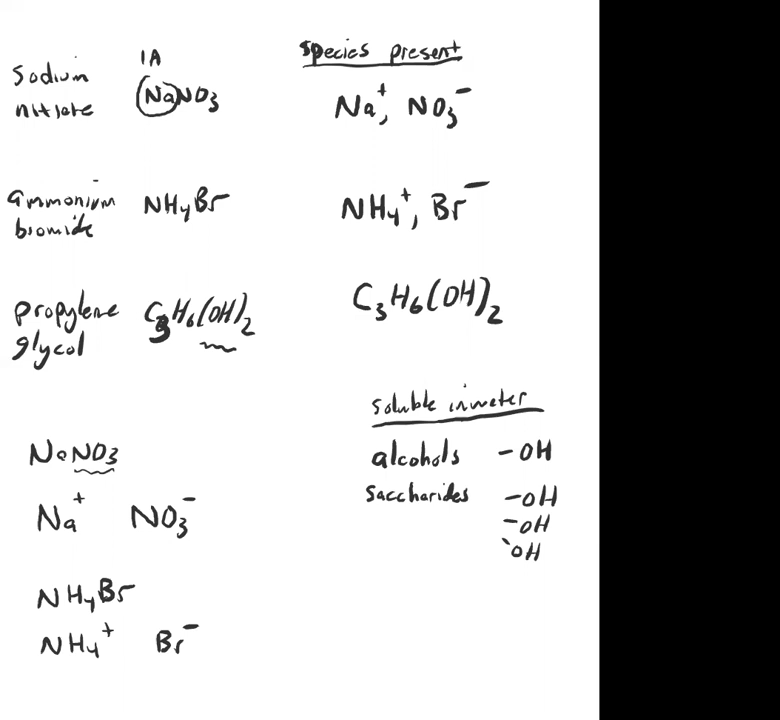 1A
species present
sodium
nitrate
NaNO₃
Na⁺, NO₃⁻
ammonium
bromide
NH₄Br
NH₄⁺, Br⁻
propylene
glycol
C₃H₆(OH)₂
C₃H₆(OH)₂
soluble in water
alcohols -OH
saccharides -OH
-OH
-OH
NaNO₃
Na⁺ NO₃⁻
NH₄Br
NH₄⁺ Br⁻